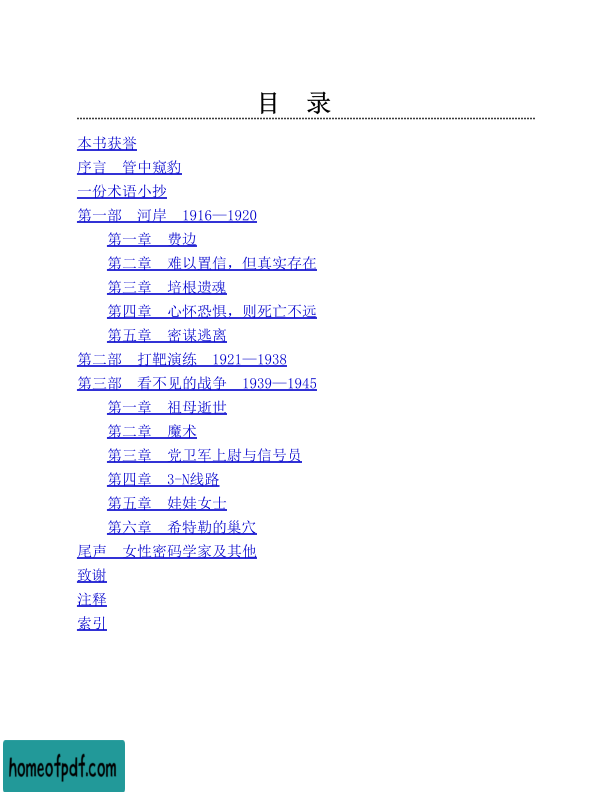 目 录
本书获誉
序言 管中窥豹
一份术语小抄
第一部 河岸 1916—1920
第一章 费边
第二章 难以置信，但真实存在
第三章 培根遗魂
第四章 心怀恐惧，则死亡不远
第五章 密谋逃离
第二部 打靶演练 1921—1938
第三部 看不见的战争 1939—1945
第一章 祖母逝世
第二章 魔术
第三章 党卫军上尉与信号员
第四章 3-N线路
第五章 娃娃女士
第六章 希特勒的巢穴
尾声 女性密码学家及其他
致谢
注释
索引
homeofpdf.com